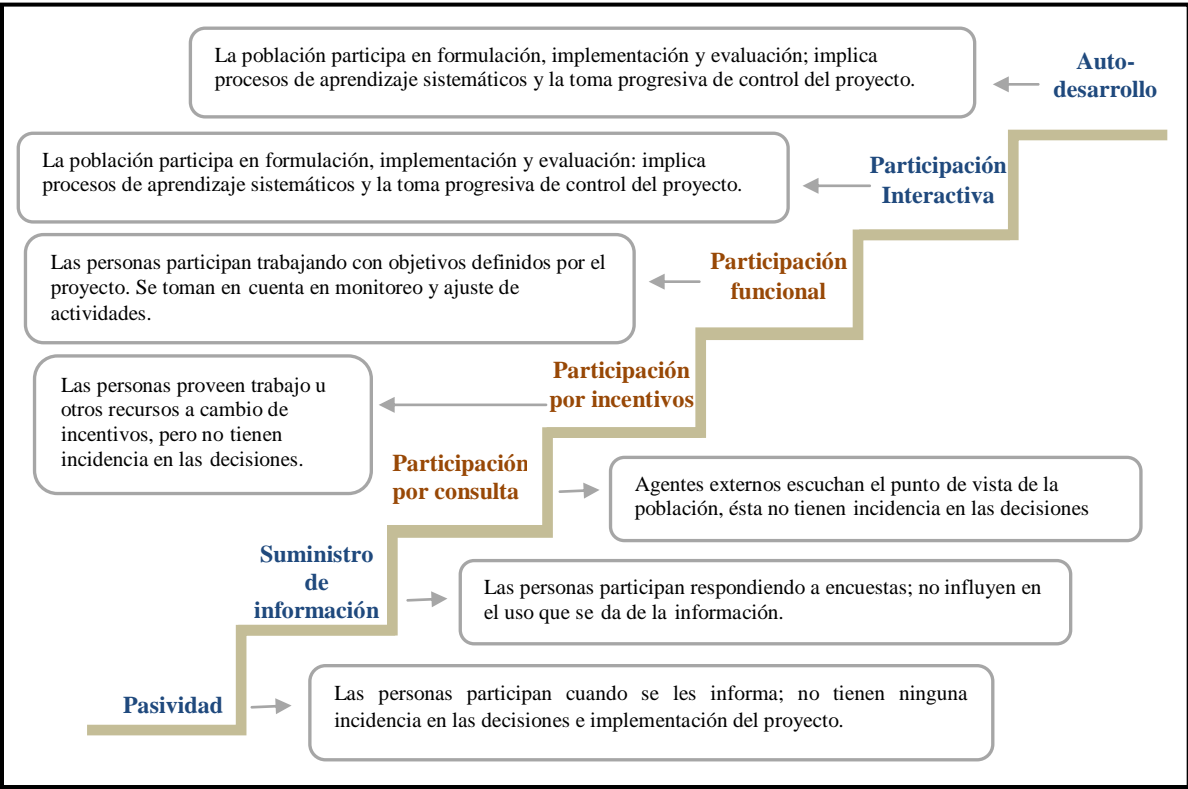 La población participa en formulación, implementación y evaluación; implica
procesos de aprendizaje sistemáticos y la toma progresiva de control del proyecto.
Auto-
desarrollo
La población participa en formulación, implementación y evaluación: implica
procesos de aprendizaje sistemáticos y la toma progresiva de control del proyecto.
Participación
Interactiva
Las personas participan trabajando con objetivos definidos por el
proyecto. Se toman en cuenta en monitoreo y ajuste de
actividades.
Participación
funcional
Las personas proveen trabajo u
otros recursos a cambio de
incentivos, pero no tienen
incidencia en las decisiones.
Participación
por incentivos
Participación
por consulta
Agentes externos escuchan el punto de vista de la
población, ésta no tienen incidencia en las decisiones
Suministro
de
información
Las personas participan respondiendo a encuestas; no influyen en
el uso que se da de la información.
Pasividad
Las personas participan cuando se les informa; no tienen ninguna
incidencia en las decisiones e implementación del proyecto.